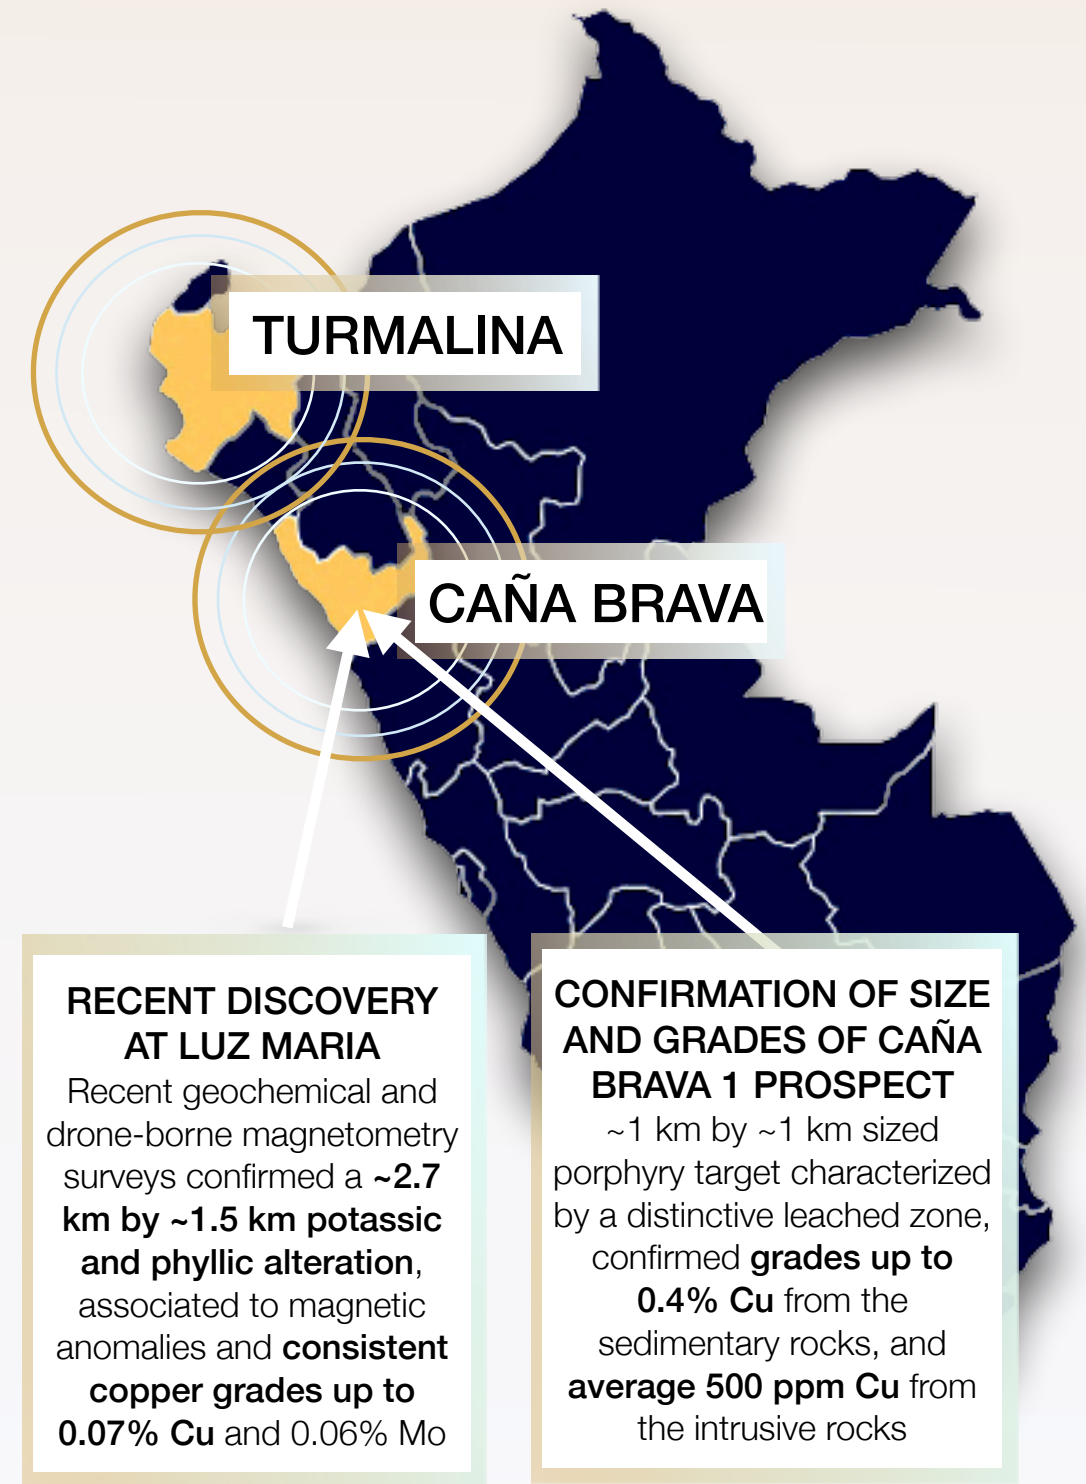 TURMALINA
CAÑA BRAVA
RECENT DISCOVERY
AT LUZ MARIA
Recent geochemical and
drone-borne magnetometry
surveys confirmed a ~2.7
km by ~1.5 km potassic
and phyllic alteration,
associated to magnetic
anomalies and consistent
copper grades up to
0.07% Cu and 0.06% Mo
CONFIRMATION OF SIZE
AND GRADES OF CAÑA
BRAVA 1 PROSPECT
~1 km by ~1 km sized
porphyry target characterized
by a distinctive leached zone,
confirmed grades up to
0.4% Cu from the
sedimentary rocks, and
average 500 ppm Cu from
the intrusive rocks